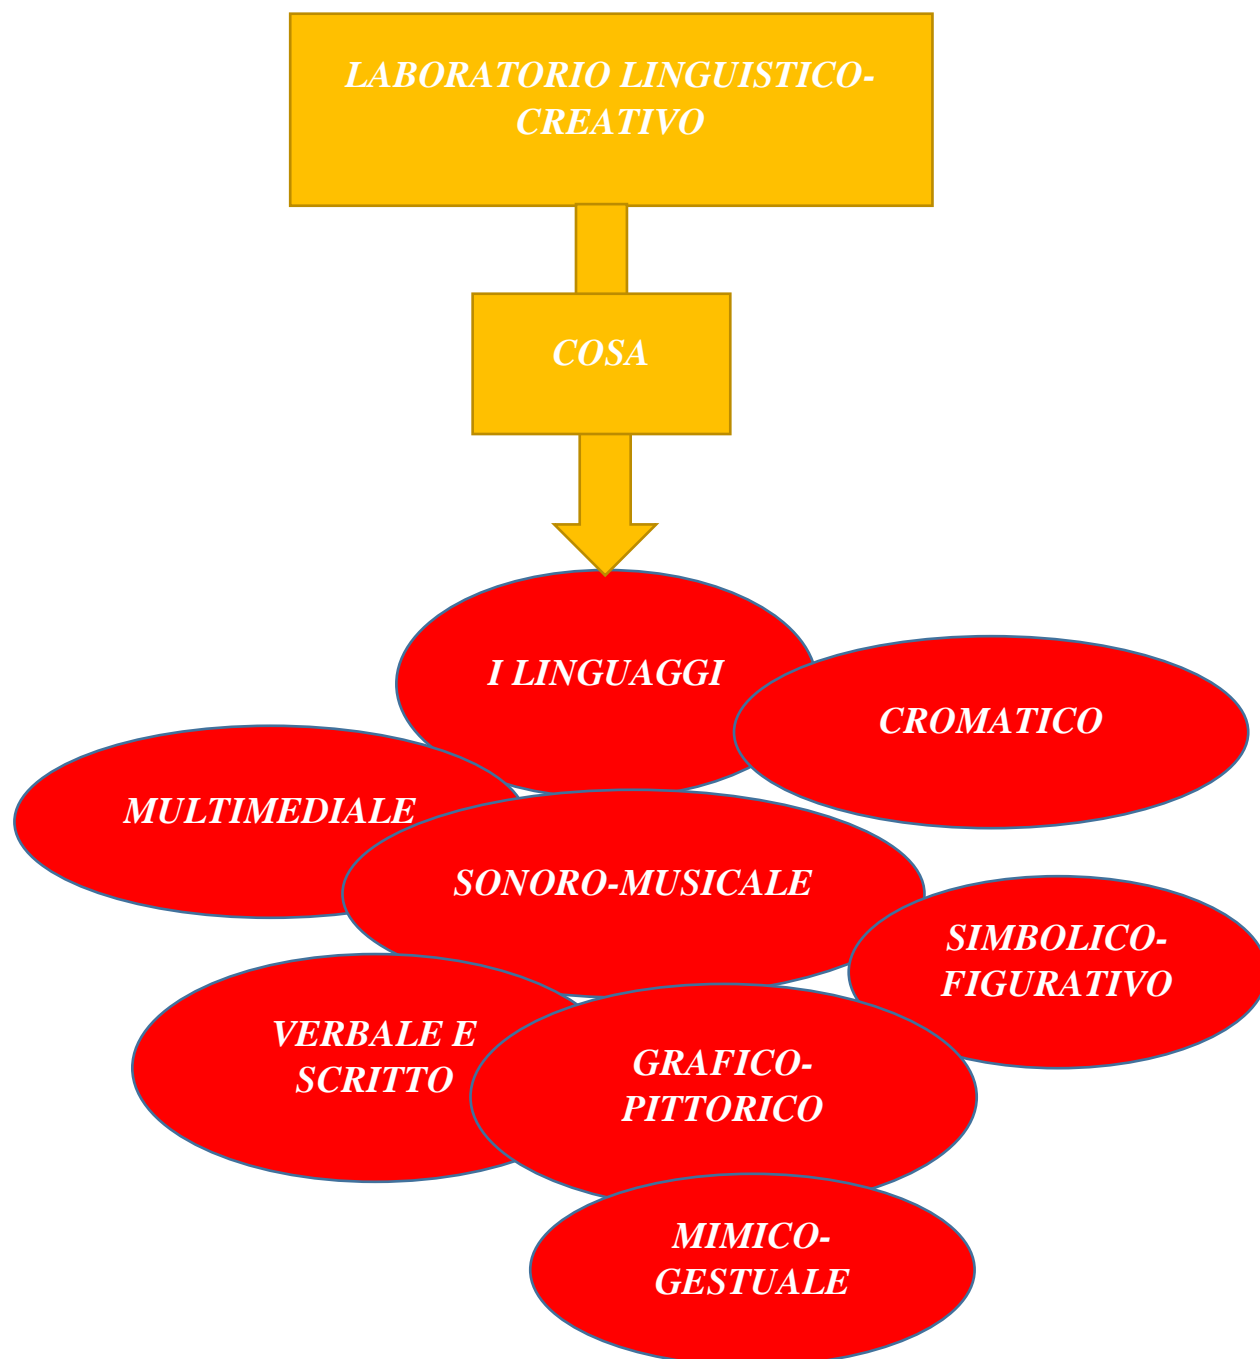 LABORATORIO LINGUISTICO-
CREATIVO
COSA
I LINGUAGGI
CROMATICO
MULTIMEDIALE
SONORO-MUSICALE
SIMBOLICO-
FIGURATIVO
VERBALE E
SCRITTO
GRAFICO-
PITTORICO
MIMICO-
GESTUALE